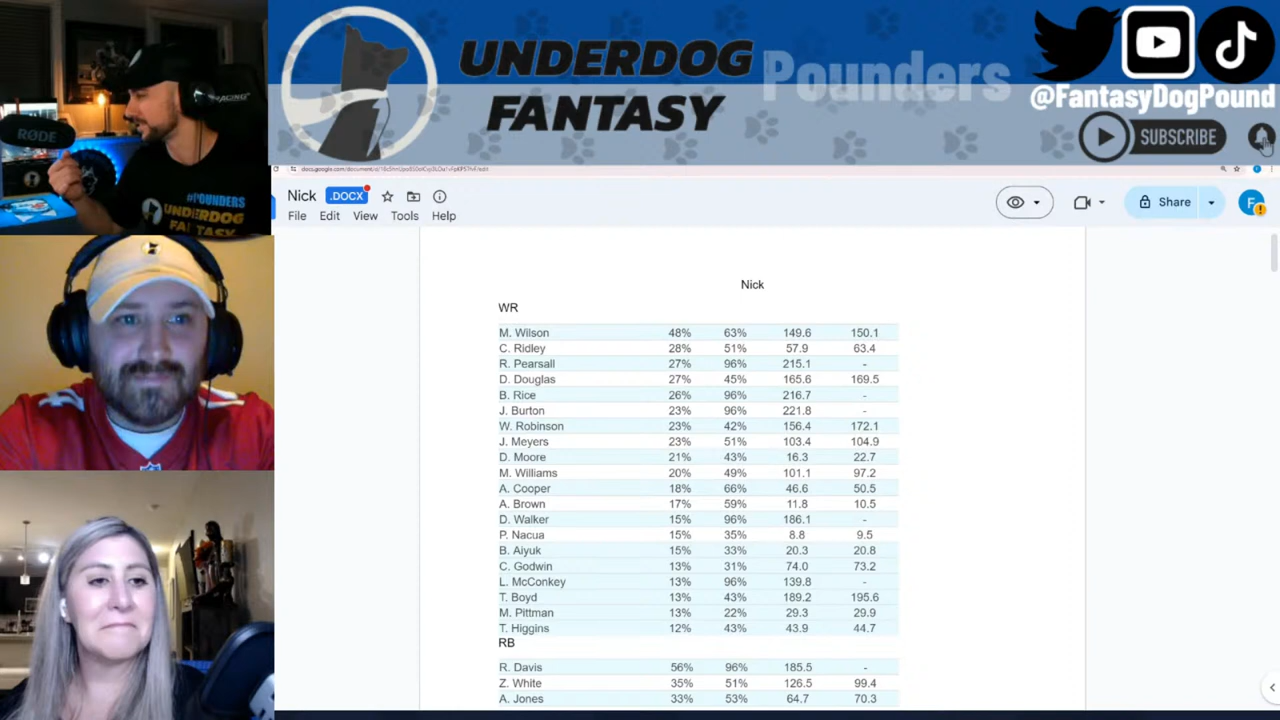 UNDERDOG
FANTASY
Pounders
@FantasyDogPound
SUBSCRIBE
RØDE
#POUNDERS
UNDERDOG
FANTASY
Nick .DOCX
Share
F
File Edit View Tools Help
Nick
WR
M. Wilson 48% 63% 149.6 150.1
C. Ridley 28% 51% 57.9 63.4
R. Pearsall 27% 96% 215.1 -
D. Douglas 27% 45% 165.6 169.5
B. Rice 26% 96% 216.7 -
J. Burton 23% 96% 221.8 -
W. Robinson 23% 42% 156.4 172.1
J. Meyers 23% 51% 103.4 104.9
D. Moore 21% 43% 16.3 22.7
M. Williams 20% 49% 101.1 97.2
A. Cooper 18% 66% 46.6 50.5
A. Brown 17% 59% 11.8 10.5
D. Walker 15% 96% 186.1 -
P. Nacua 15% 35% 8.8 9.5
B. Aiyuk 15% 33% 20.3 20.8
C. Godwin 13% 31% 74.0 73.2
L. McConkey 13% 96% 139.8 -
T. Boyd 13% 43% 189.2 195.6
M. Pittman 13% 22% 29.3 29.9
T. Higgins 12% 43% 43.9 44.7
RB
R. Davis 56% 96% 185.5 -
Z. White 35% 51% 126.5 99.4
A. Jones 33% 53% 64.7 70.3